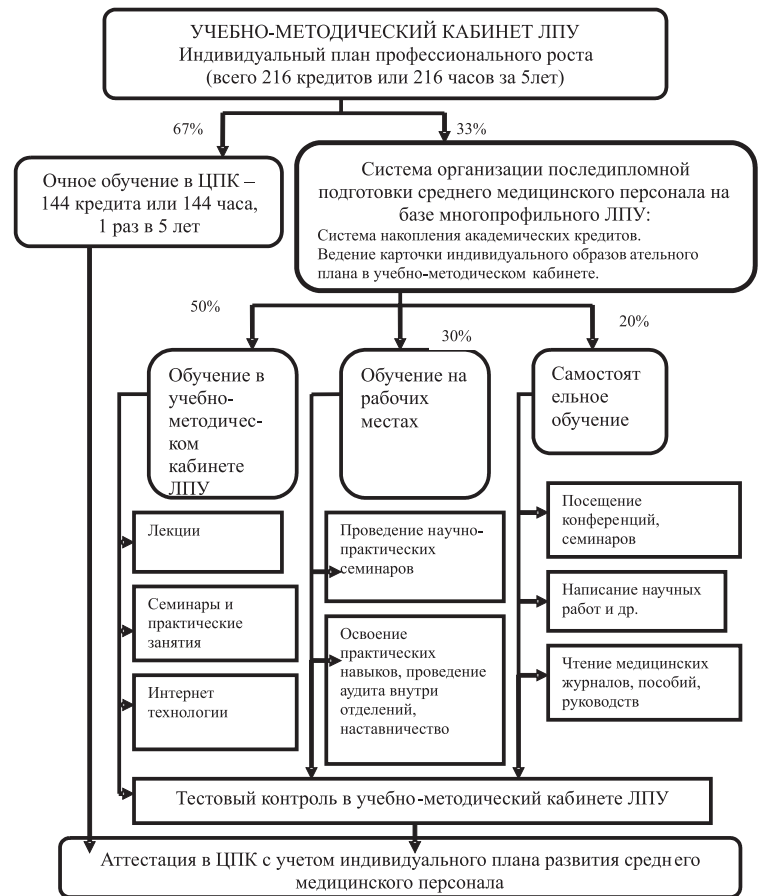 УЧЕБНО-МЕТОДИЧЕСКИЙ КАБИНЕТ ЛПУ
Индивидуальный план профессионального роста
(всего 216 кредитов или 216 часов за 5лет)
67%
33%
Очное обучение в ЦПК –
144 кредита или 144 часа,
1 раз в 5 лет
Система организации последипломной
подготовки среднего медицинского персонала на
базе многопрофильного ЛПУ:
Система накопления академических кредитов.
Ведение карточки индивидуального образов ательного
плана в учебно-методическом кабинете.
50%
30%
20%
Обучение в
учебно-
методичес-
ком
кабинете
ЛПУ
Обучение на
рабочих
местах
Самостоят
ельное
обучение
Лекции
Семинары и
практические
занятия
Интернет
технологии
Проведение научно-
практических
семинаров
Освоение
практических
навыков, проведение
аудита внутри
отделений,
наставничество
Посещение
конференций,
семинаров
Написание научных
работ и др.
Чтение медицинских
журналов, пособий,
руководств
Тестовый контроль в учебно-методический кабинете ЛПУ
Аттестация в ЦПК с учетом индивидуального плана развития среднего
медицинского персонала